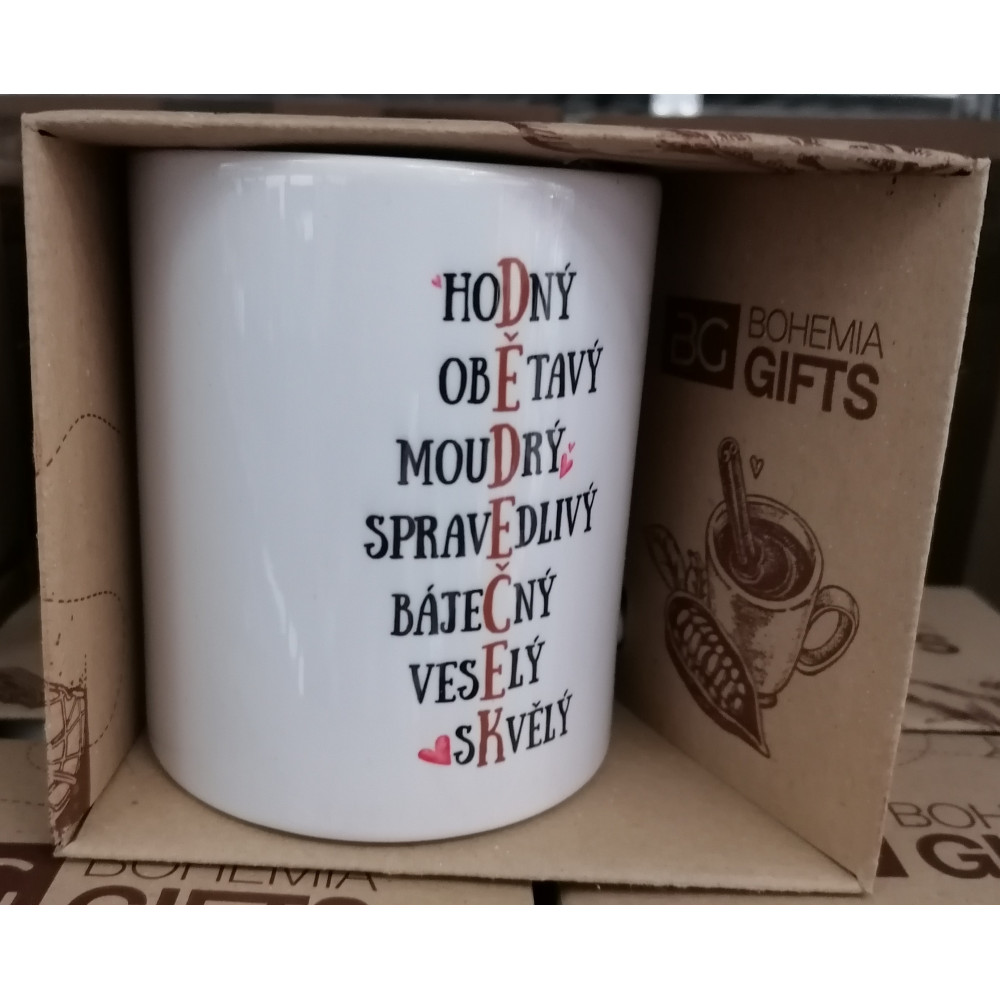 HODNÝ
OBĚTAVÝ
MOUDRÝ
SPRAVEDLIVÝ
BÁJEČNÝ
VESELÝ
SKVĚLÝ
BG BOHEMIA
GIFTS
BOHEMIA
GIFTS